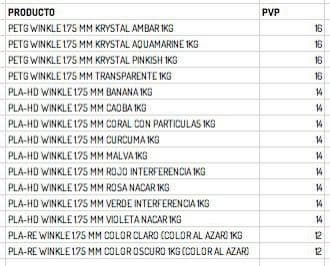 PRODUCTO PVP
PETG WINKLE 1.75 MM KRYSTAL AMBAR 1KG 16
PETG WINKLE 1.75 MM KRYSTAL AQUAMARINE 1KG 16
PETG WINKLE 1.75 MM KRYSTAL PINKISH 1KG 16
PETG WINKLE 1.75 MM TRANSPARENTE 1KG 16
PLA-HD WINKLE 1.75 MM BANANA 1KG 14
PLA-HD WINKLE 1.75 MM CAOBA 1KG 14
PLA-HD WINKLE 1.75 MM CORAL CON PARTICULAS 1KG 14
PLA-HD WINKLE 1.75 MM CURCUMA 1KG 14
PLA-HD WINKLE 1.75 MM MALVA 1KG 14
PLA-HD WINKLE 1.75 MM ROJO INTERFERENCIA 1KG 14
PLA-HD WINKLE 1.75 MM ROSA NACAR 1KG 14
PLA-HD WINKLE 1.75 MM VERDE INTERFERENCIA 1KG 14
PLA-HD WINKLE 1.75 MM VIOLETA NACAR 1KG 14
PLA-RE WINKLE 1.75 MM COLOR CLARO (COLOR AL AZAR) 1KG 12
PLA-RE WINKLE 1.75 MM COLOR OSCURO 1KG (COLOR AL AZAR) 12